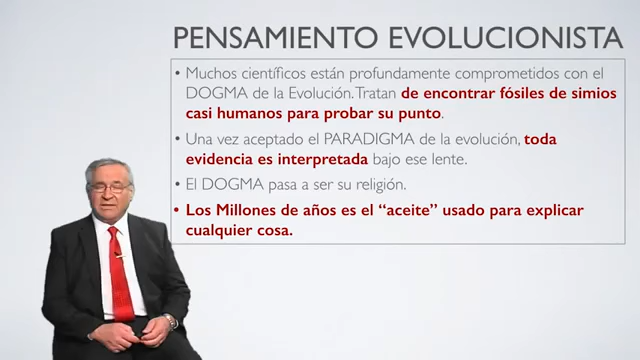 PENSAMIENTO EVOLUCIONISTA
• Muchos científicos están profundamente comprometidos con el
DOGMA de la Evolución. Tratan de encontrar fósiles de simios
casi humanos para probar su punto.
• Una vez aceptado el PARADIGMA de la evolución, toda
evidencia es interpretada bajo ese lente.
• El DOGMA pasa a ser su religión.
• Los Millones de años es el “aceite” usado para explicar
cualquier cosa.